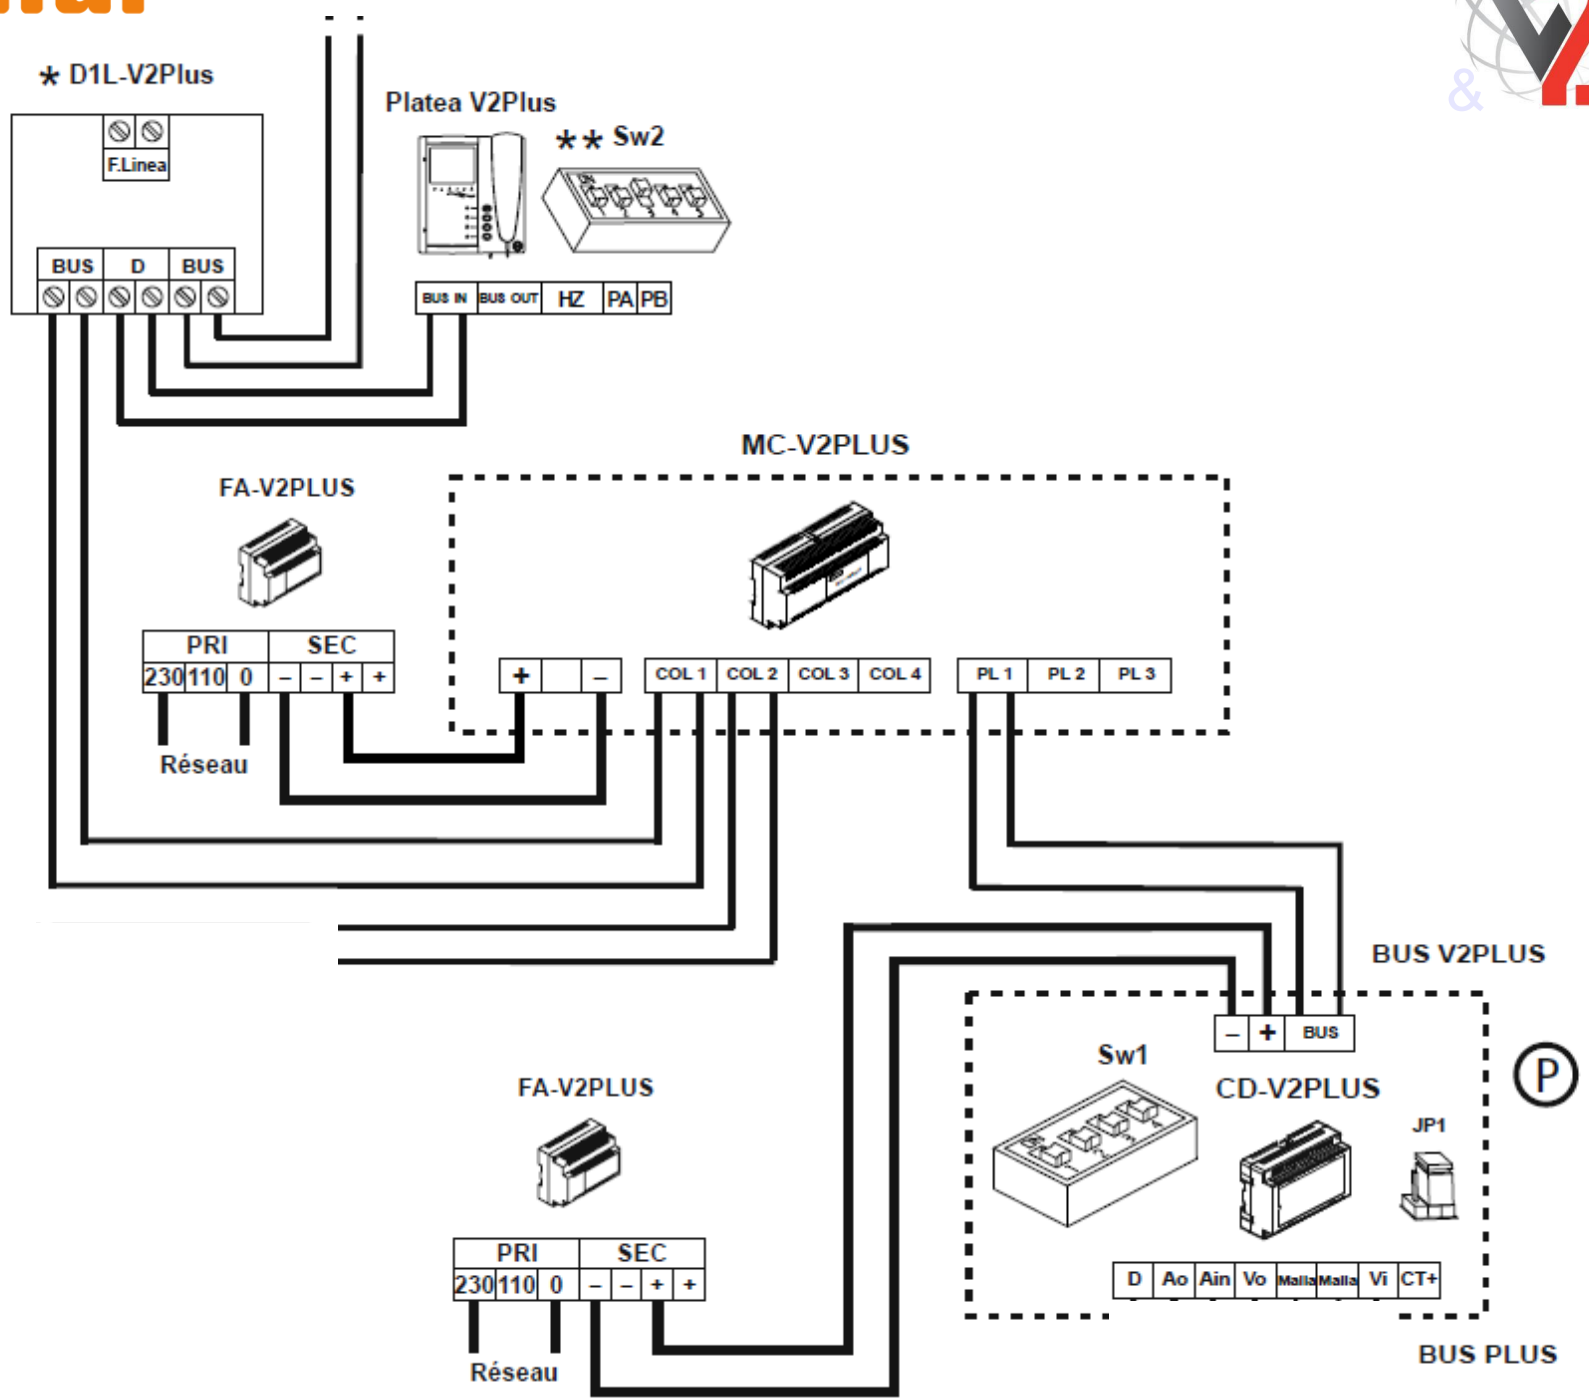 * D1L-V2Plus
Platea V2Plus
** Sw2
F.Linea
BUS D BUS
BUS IN BUS OUT HZ PA PB
MC-V2PLUS
FA-V2PLUS
PRI SEC
230 110 0 - - + +
+ -
COL 1 COL 2 COL 3 COL 4
PL 1 PL 2 PL 3
Réseau
BUS V2PLUS
- + BUS
Sw1
CD-V2PLUS
P
JP1
FA-V2PLUS
PRI SEC
230 110 0 - - + +
D Ao Ain Vo Malla Malla Vi CT+
Réseau
BUS PLUS
&